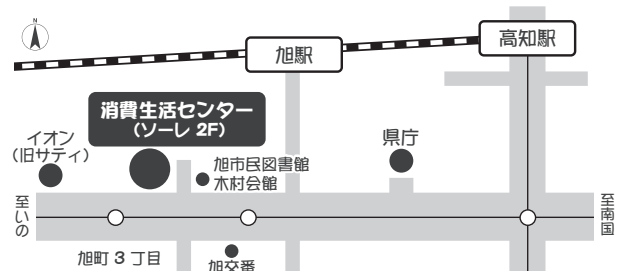 N
高知駅
旭駅
消費生活センター
（ソーレ 2F）
イオン
（旧サティ）
旭市民図書館
木村会館
県庁
至いの
至南国
旭町 3 丁目
旭交番